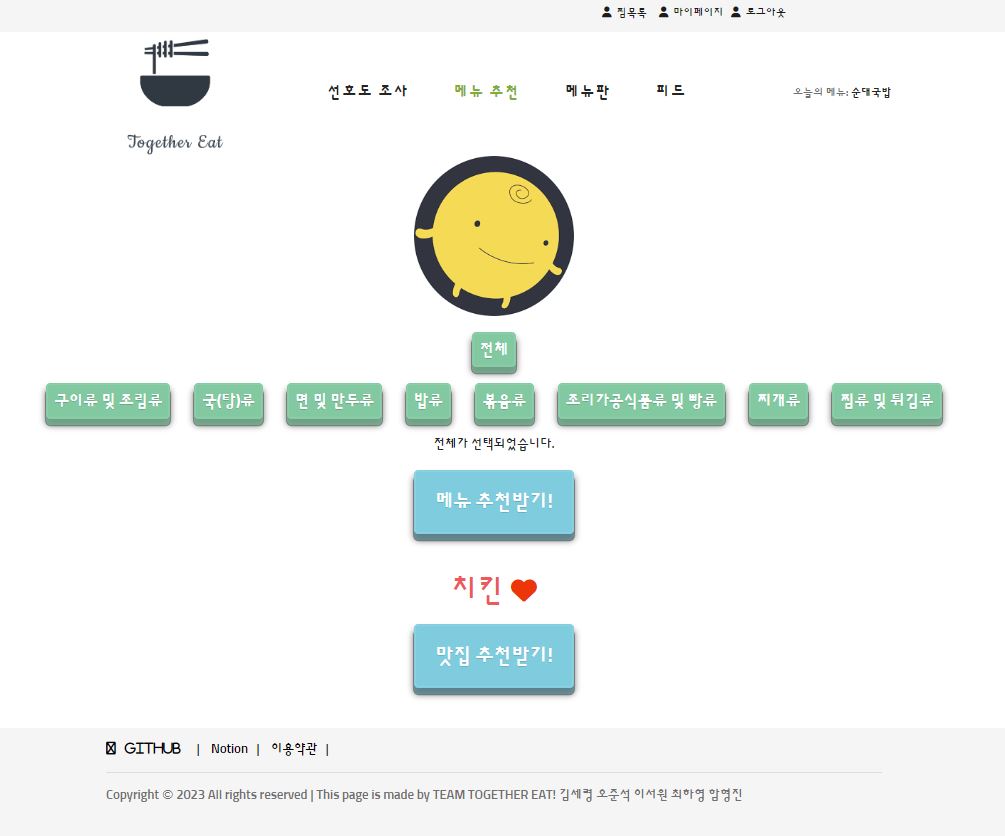 찜목록 마이페이지 로그아웃
Together Eat
선호도 조사 메뉴 추천 메뉴판 피드 오늘의 메뉴: 순대국밥
전체
구이류 및 조림류 국(탕)류 면 및 만두류 밥류 볶음류 조리가공식품류 및 빵류 찌개류 찜류 및 튀김류
전체가 선택되었습니다.
메뉴 추천받기!
치킨
맛집 추천받기!
GITHUB | Notion | 이용약관 |
Copyright © 2023 All rights reserved | This page is made by TEAM TOGETHER EAT! 김세령 오준석 이서원 최하영 함영진